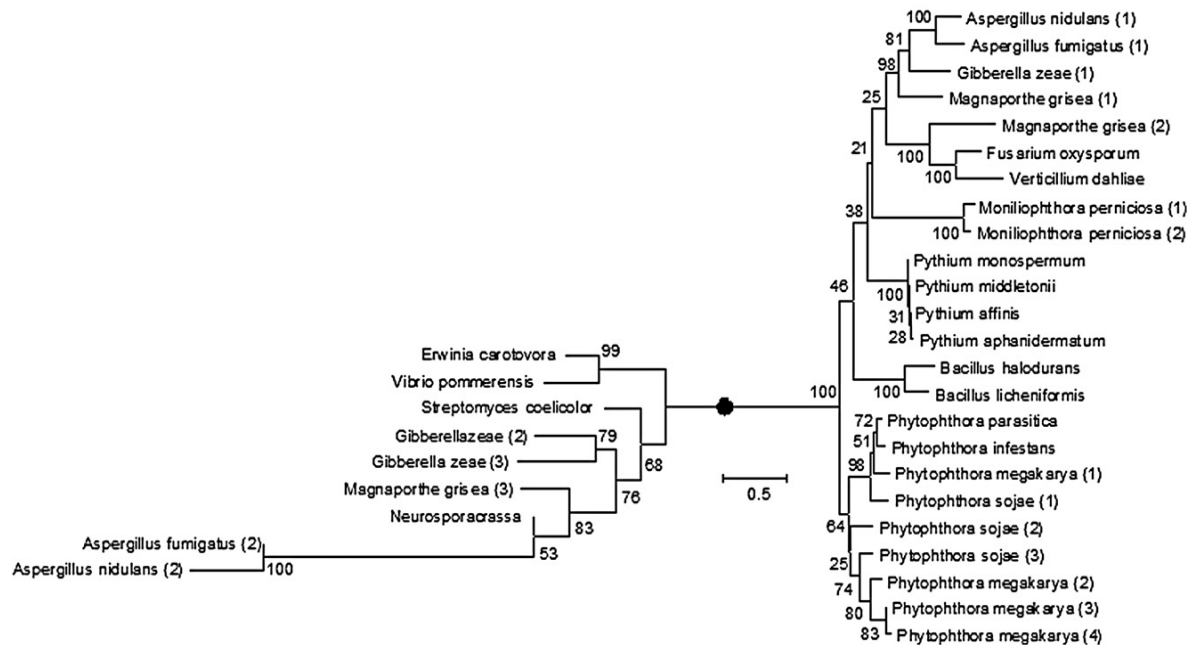 100 Aspergillus nidulans (1)
81 Aspergillus fumigatus (1)
98 Gibberella zeae (1)
25 Magnaporthe grisea (1)
Magnaporthe grisea (2)
21 100 Fusarium oxysporum
100 Verticillium dahliae
38 Moniliophthora perniciosa (1)
100 Moniliophthora perniciosa (2)
Pythium monospermum
46 100 Pythium middletonii
31 Pythium affinis
28 Pythium aphanidermatum
Erwinia carotovora 99
Bacillus halodurans
Vibrio pommerensis
100 100 Bacillus licheniformis
Streptomyces coelicolor
72 Phytophthora parasitica
Gibberellazeae (2) 79
51 Phytophthora infestans
Gibberella zeae (3) 68
98 Phytophthora megakarya (1)
Magnaporthe grisea (3) 76
0.5
Phytophthora sojae (1)
Neurosporacrassa 83
64 Phytophthora sojae (2)
Aspergillus fumigatus (2) 53
25 Phytophthora sojae (3)
Aspergillus nidulans (2) 100
74 Phytophthora megakarya (2)
80 Phytophthora megakarya (3)
83 Phytophthora megakarya (4)